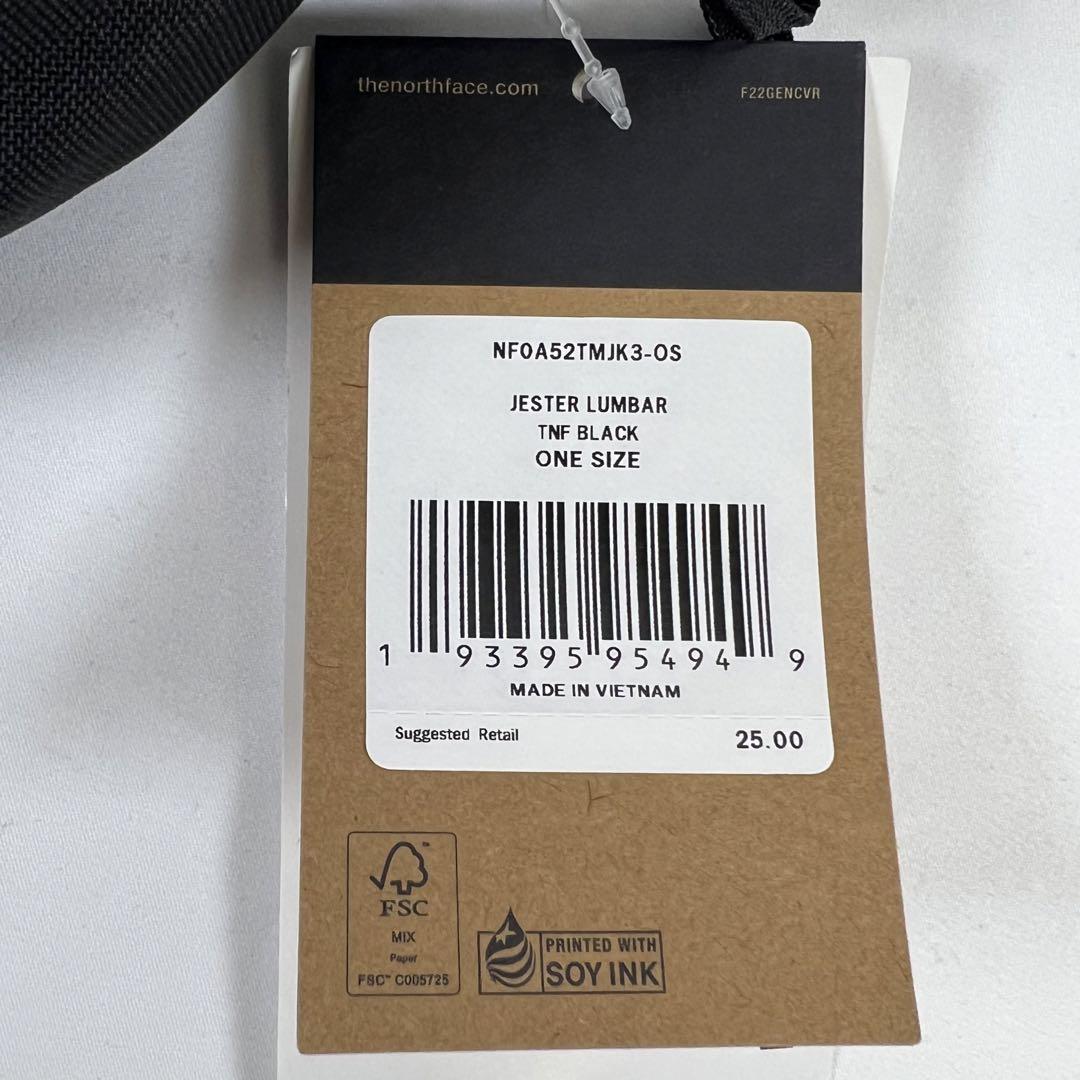 thenorthface.com
F22GENCVR
NF0A52TMJK3-OS
JESTER LUMBAR
TNF BLACK
ONE SIZE
1 93395 95494 9
MADE IN VIETNAM
Suggested Retail 25.00
FSC
MIX
Paper
FSC™ C005725
PRINTED WITH
SOY INK